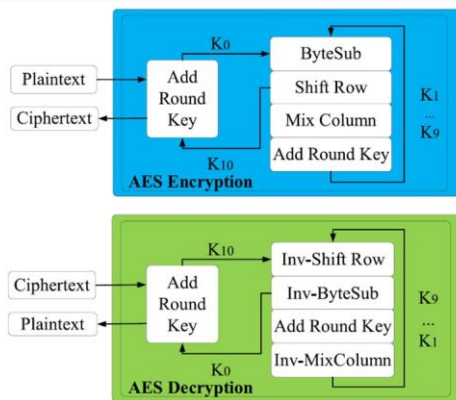 K0
Plaintext
Add
Round
Key
Ciphertext
K10
ByteSub
Shift Row
Mix Column
Add Round Key
K1
...
K9
AES Encryption
K10
Ciphertext
Add
Round
Key
Plaintext
K0
Inv-Shift Row
Inv-ByteSub
Add Round Key
Inv-MixColumn
K9
...
K1
AES Decryption